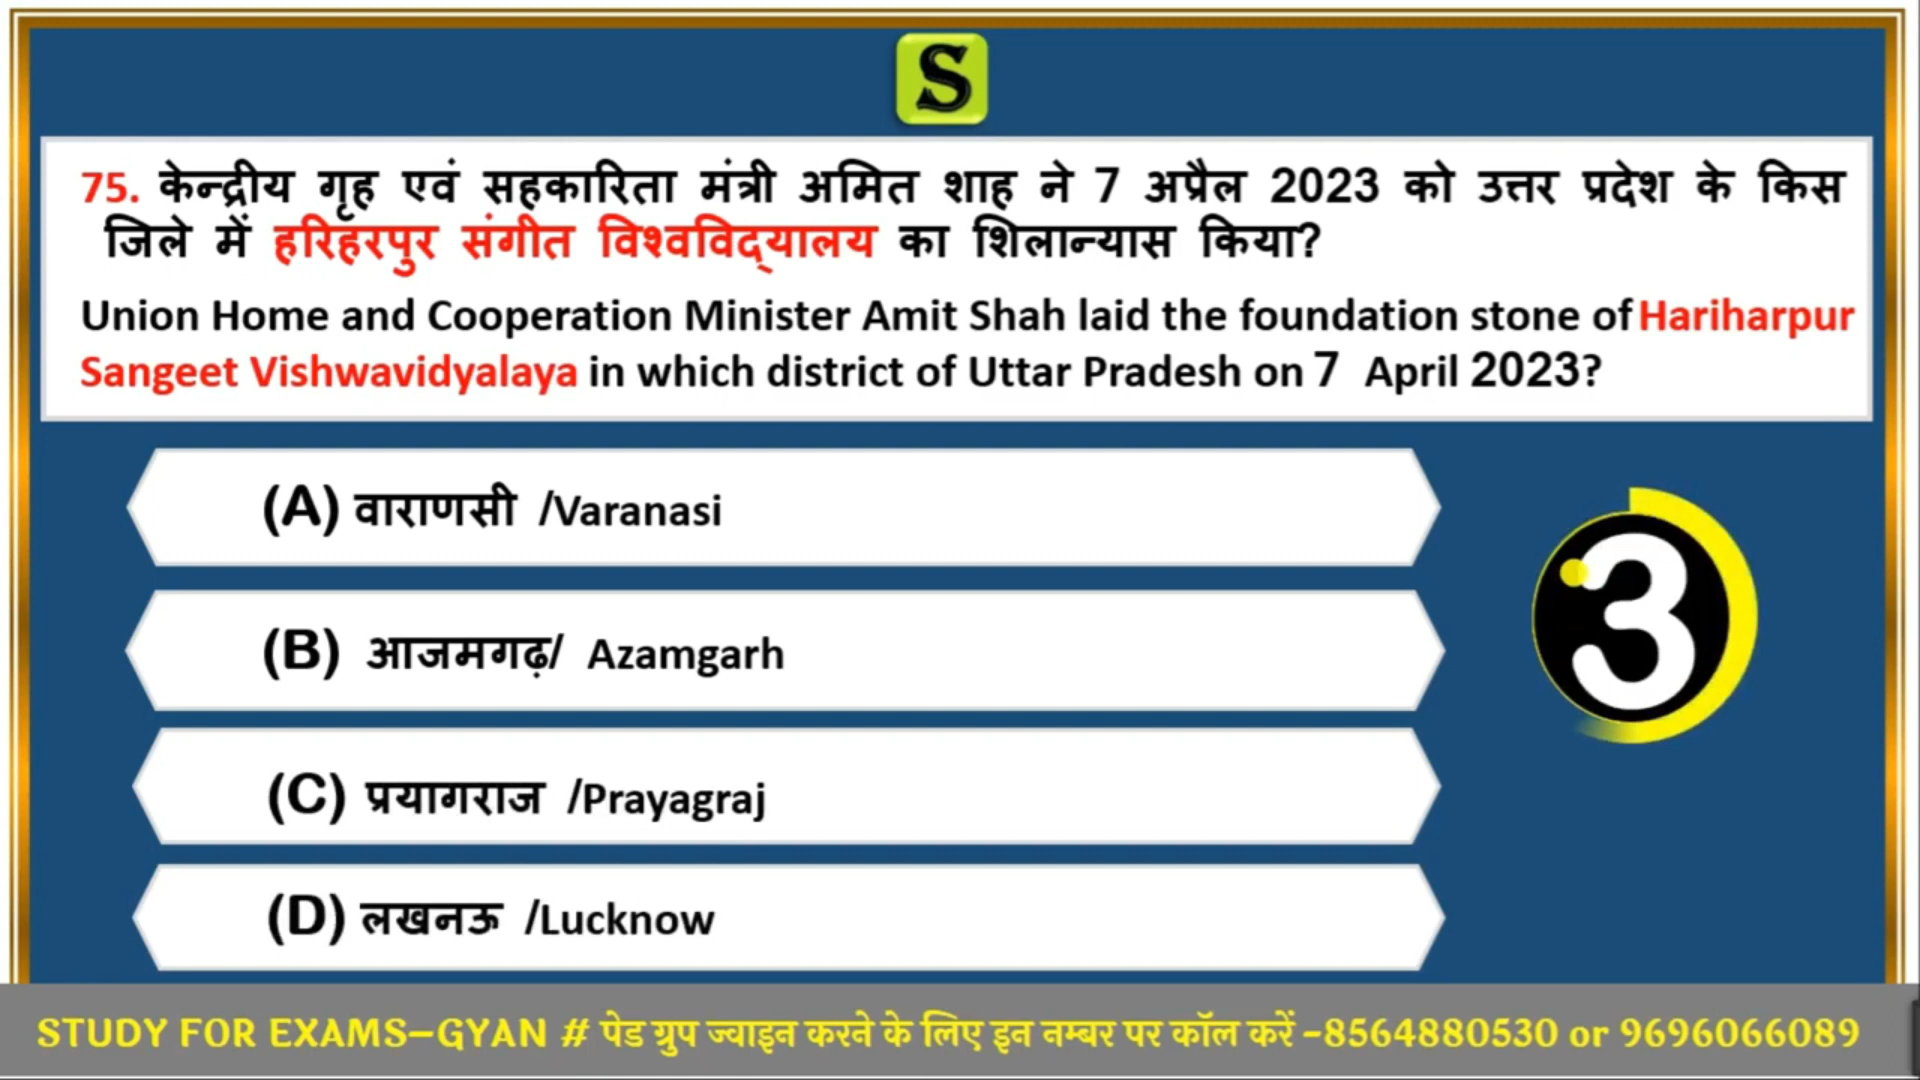 S
75. केन्द्रीय गृह एवं सहकारिता मंत्री अमित शाह ने 7 अप्रैल 2023 को उत्तर प्रदेश के किस
जिले में हरिहरपुर संगीत विश्वविद्यालय का शिलान्यास किया?
Union Home and Cooperation Minister Amit Shah laid the foundation stone of Hariharpur
Sangeet Vishwavidyalaya in which district of Uttar Pradesh on 7 April 2023?
(A) वाराणसी /Varanasi
(B) आजमगढ़/ Azamgarh
3
(C) प्रयागराज /Prayagraj
(D) लखनऊ /Lucknow
STUDY FOR EXAMS–GYAN # पेड ग्रुप ज्वाइन करने के लिए इन नम्बर पर कॉल करें -8564880530 or 9696066089